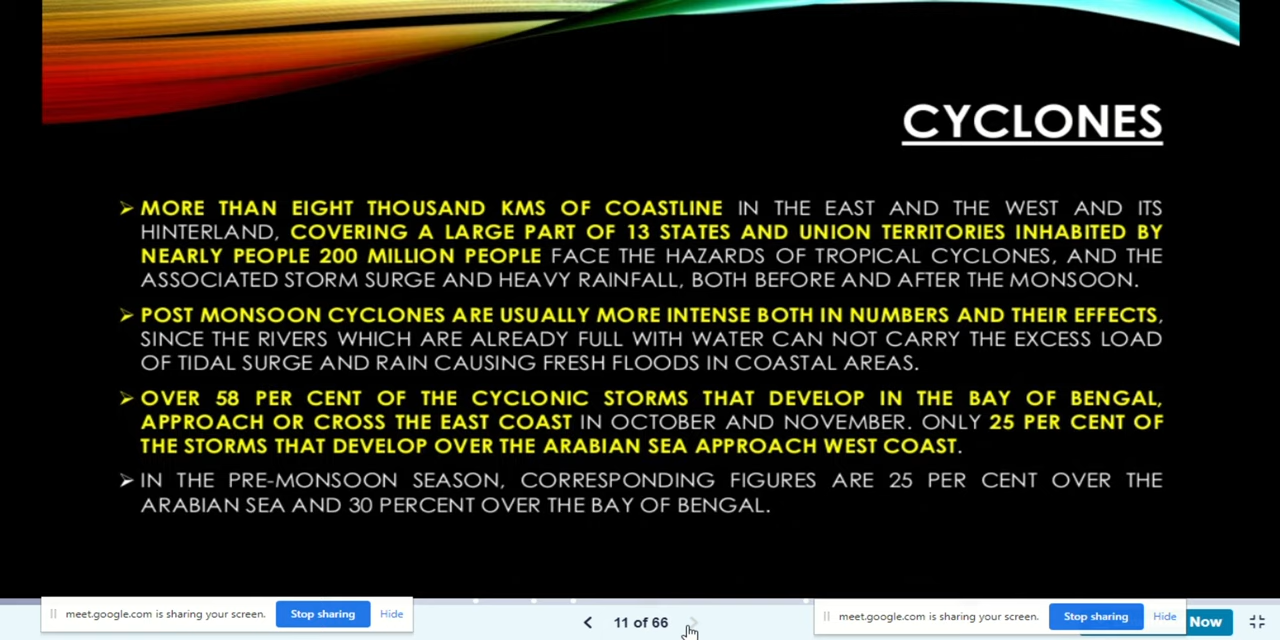 CYCLONES
➢ MORE THAN EIGHT THOUSAND KMS OF COASTLINE IN THE EAST AND THE WEST AND ITS
HINTERLAND, COVERING A LARGE PART OF 13 STATES AND UNION TERRITORIES INHABITED BY
NEARLY PEOPLE 200 MILLION PEOPLE FACE THE HAZARDS OF TROPICAL CYCLONES, AND THE
ASSOCIATED STORM SURGE AND HEAVY RAINFALL, BOTH BEFORE AND AFTER THE MONSOON.
➢ POST MONSOON CYCLONES ARE USUALLY MORE INTENSE BOTH IN NUMBERS AND THEIR EFFECTS,
SINCE THE RIVERS WHICH ARE ALREADY FULL WITH WATER CAN NOT CARRY THE EXCESS LOAD
OF TIDAL SURGE AND RAIN CAUSING FRESH FLOODS IN COASTAL AREAS.
➢ OVER 58 PER CENT OF THE CYCLONIC STORMS THAT DEVELOP IN THE BAY OF BENGAL,
APPROACH OR CROSS THE EAST COAST IN OCTOBER AND NOVEMBER. ONLY 25 PER CENT OF
THE STORMS THAT DEVELOP OVER THE ARABIAN SEA APPROACH WEST COAST.
➢ IN THE PRE-MONSOON SEASON, CORRESPONDING FIGURES ARE 25 PER CENT OVER THE
ARABIAN SEA AND 30 PERCENT OVER THE BAY OF BENGAL.
meet.google.com is sharing your screen. Stop sharing Hide
11 of 66
meet.google.com is sharing your screen. Stop sharing Hide
Now